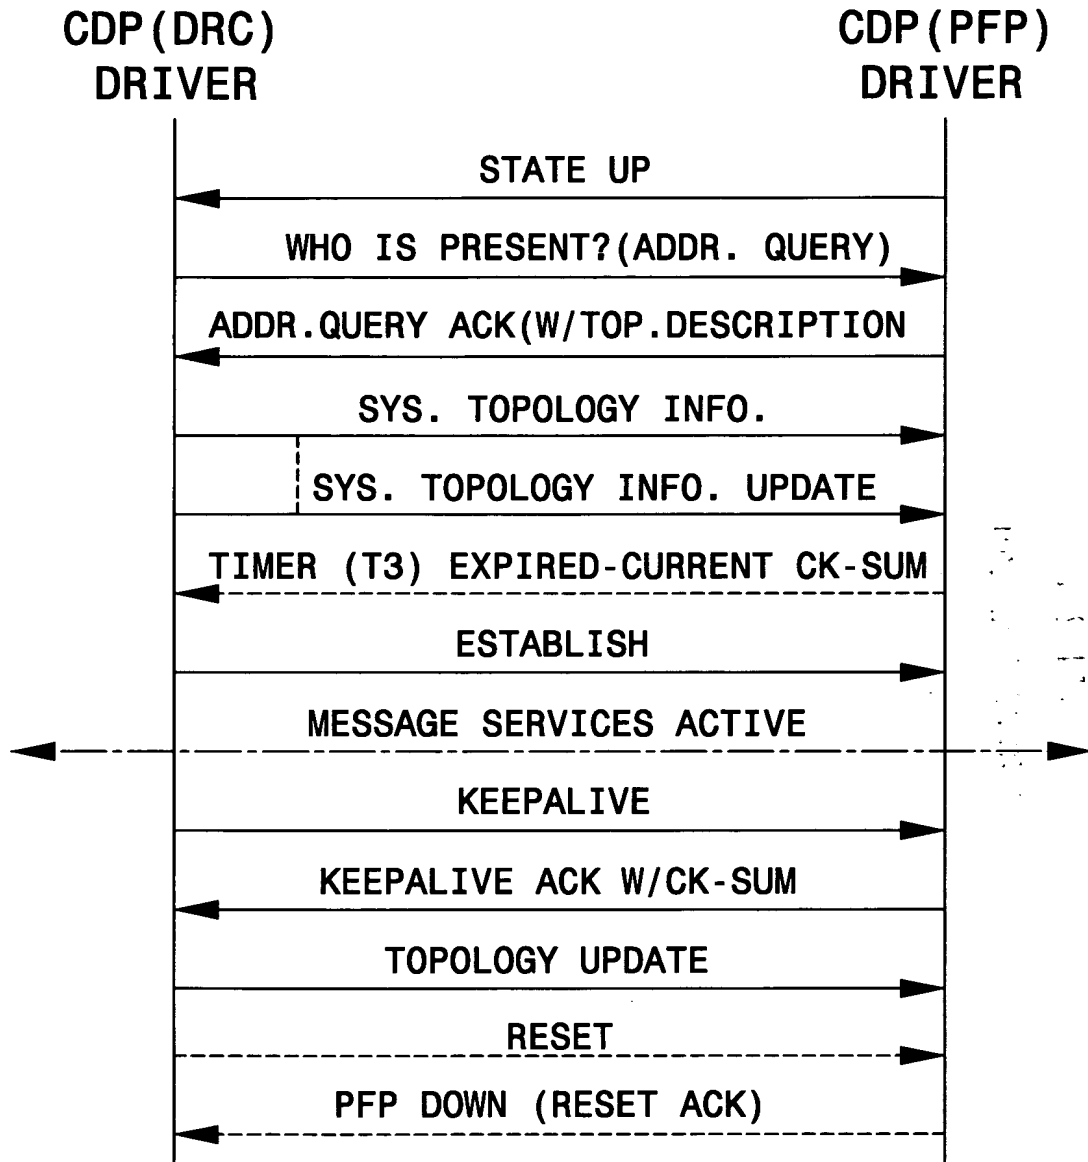 CDP(DRC)
DRIVER
CDP(PFP)
DRIVER
STATE UP
WHO IS PRESENT?(ADDR. QUERY)
ADDR.QUERY ACK(W/TOP.DESCRIPTION
SYS. TOPOLOGY INFO.
SYS. TOPOLOGY INFO. UPDATE
TIMER (T3) EXPIRED-CURRENT CK-SUM
ESTABLISH
MESSAGE SERVICES ACTIVE
KEEPALIVE
KEEPALIVE ACK W/CK-SUM
TOPOLOGY UPDATE
RESET
PFP DOWN (RESET ACK)